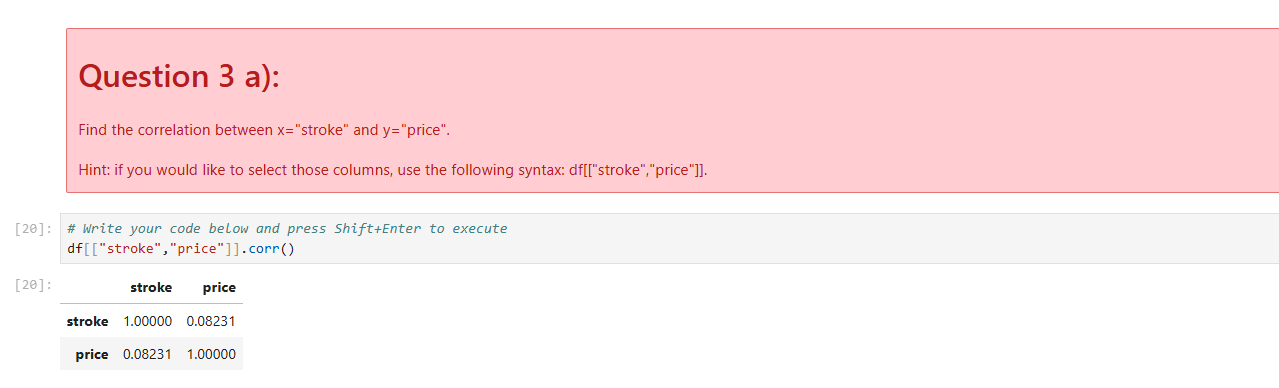 Question 3 a):
Find the correlation between x="stroke" and y="price".
Hint: if you would like to select those columns, use the following syntax: df[["stroke","price"]].
[20]: # Write your code below and press Shift+Enter to execute
df[["stroke","price"]].corr()
[20]: stroke price
stroke 1.00000 0.08231
price 0.08231 1.00000